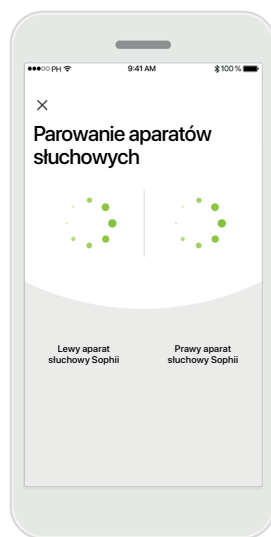 ●●●○○ PH 9:41 AM 100 %
Parowanie aparatów
słuchowych
Lewy aparat
słuchowy Sophii
Prawy aparat
słuchowy Sophii